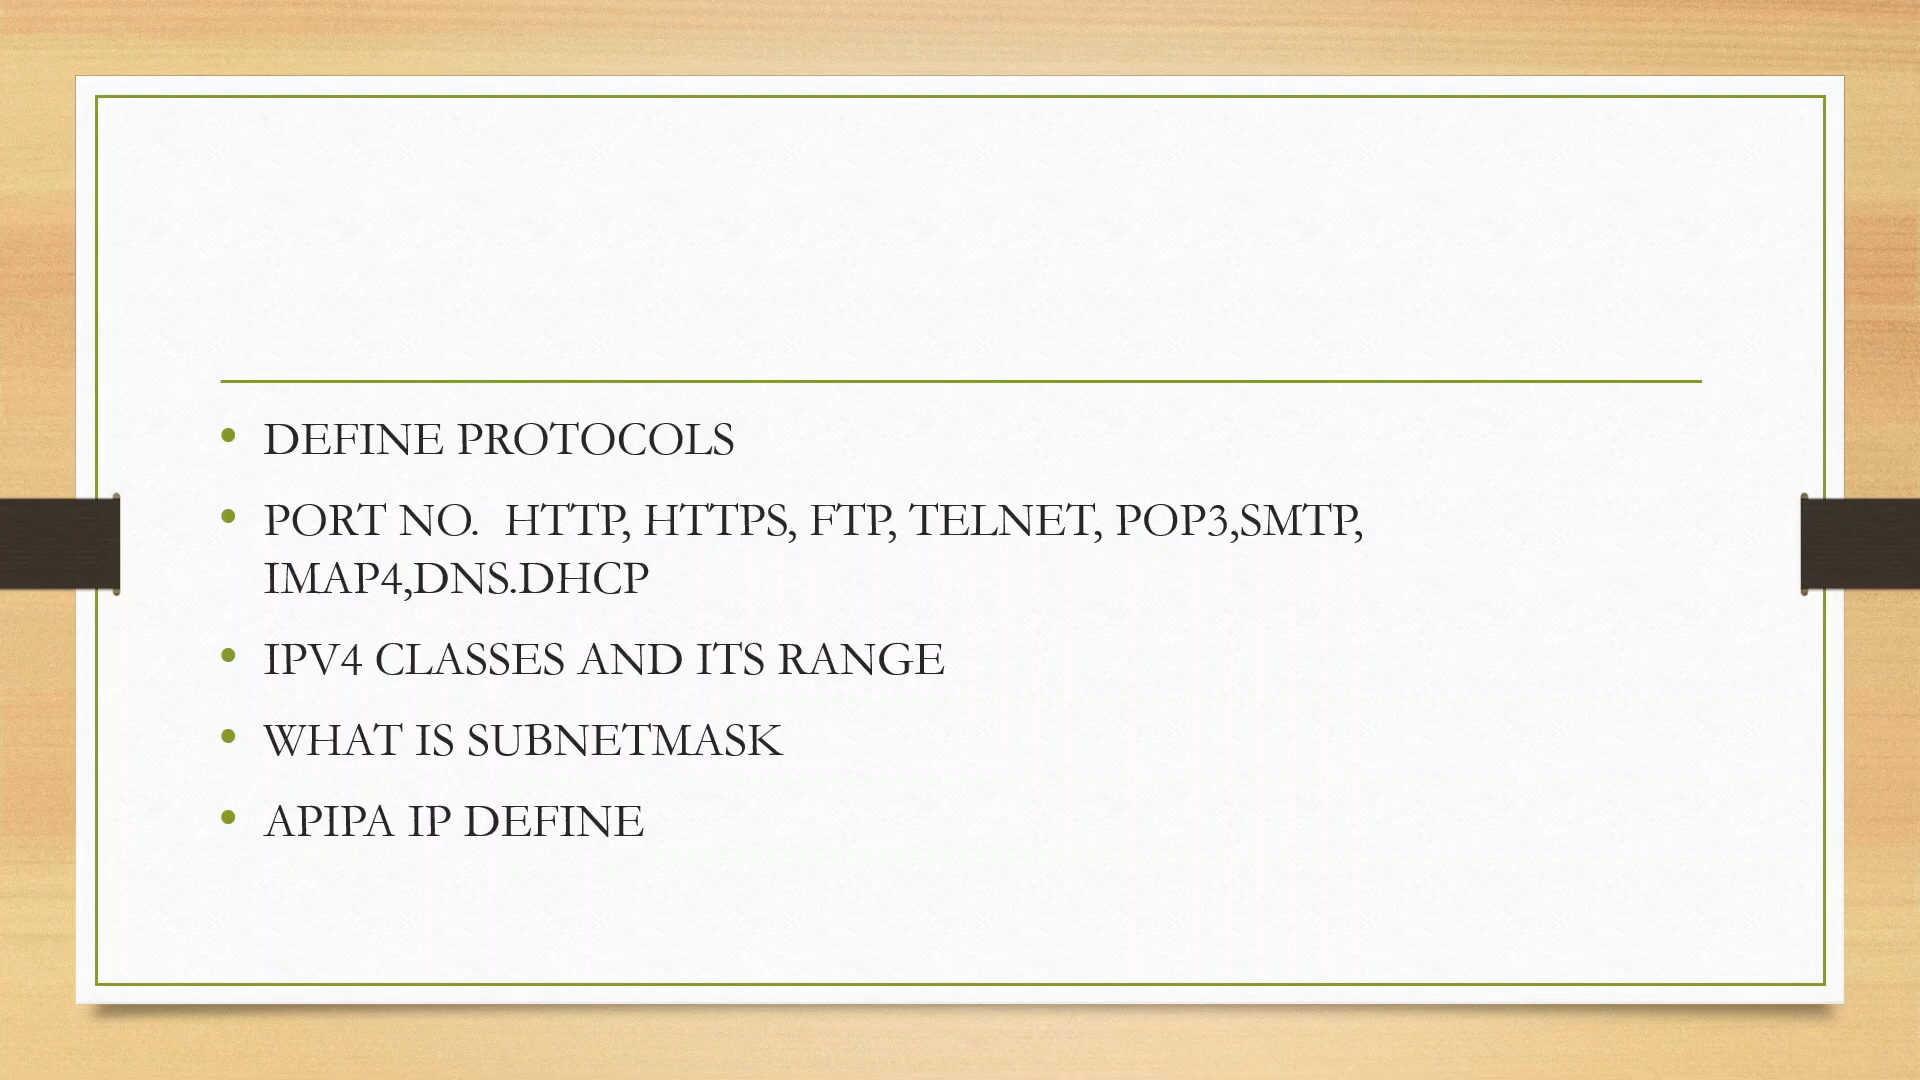 • DEFINE PROTOCOLS
• PORT NO.  HTTP, HTTPS, FTP, TELNET, POP3,SMTP,
IMAP4,DNS.DHCP
• IPV4 CLASSES AND ITS RANGE
• WHAT IS SUBNETMASK
• APIPA IP DEFINE